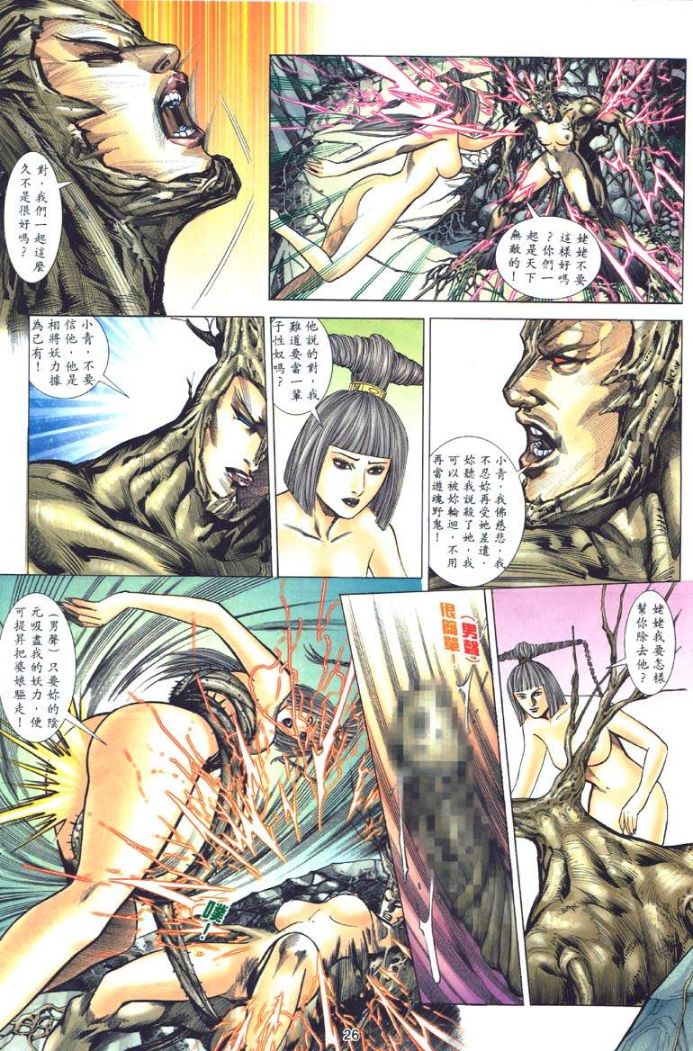 姥姥不要
這樣好嗎
？你們一
起是天下
無敵的！
對，我們一起這麼
久不是很好嗎？
小青，我佛慈悲，我
不忍妳再受她差遣．
妳聽我說殺了她，我
可以被妳輪迴，不用
再當遊魂野鬼！
他說的對，我
難道要當一輩
子性奴嗎？
小青，不要
信他，他是
相將妖力據
為己有！
姥姥我要怎樣
幫你除去他？
（男聲）
很簡單！
（男聲）只要妳的陰
元吸盡我的妖力，便
可提昇把婆娘驅走！
噗！
26